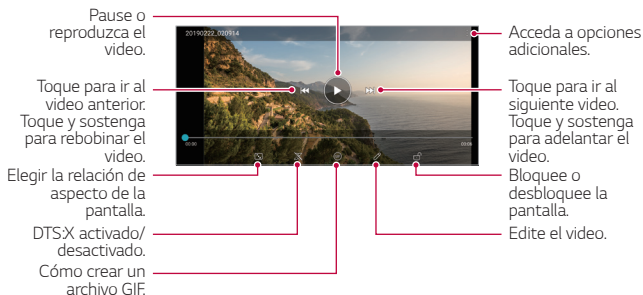 Pause o
reproduzca el
video.
Toque para ir al
video anterior.
Toque y sostenga
para rebobinar el
video.
Elegir la relación de
aspecto de la
pantalla.
DTS:X activado/
desactivado.
Cómo crear un
archivo GIF.
20190222_020914
00:00
00:06
Acceda a opciones
adicionales.
Toque para ir al
siguiente video.
Toque y sostenga
para adelantar el
video.
Bloquee o
desbloquee la
pantalla.
Edite el video.